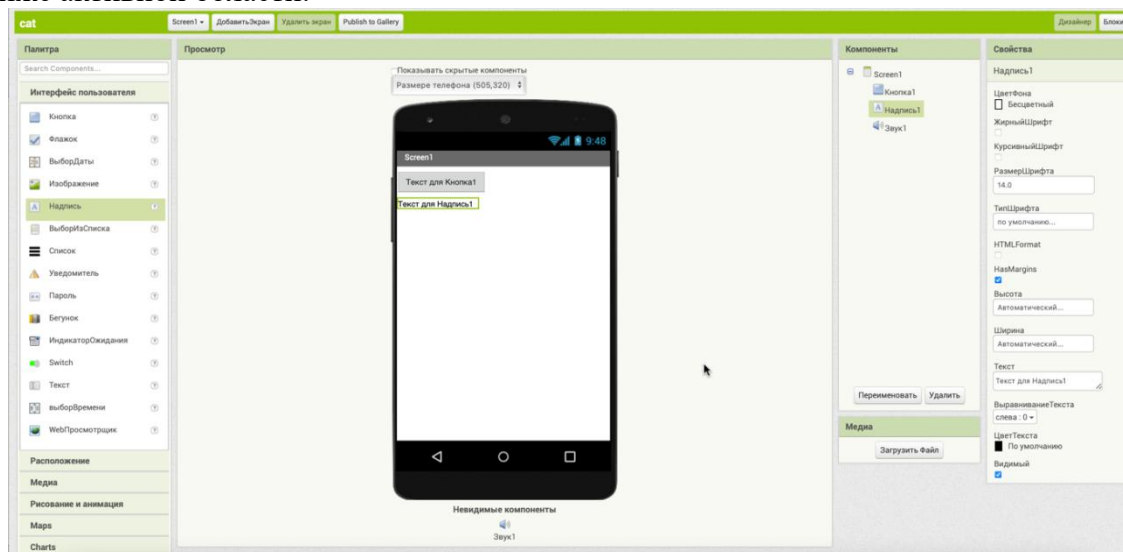 cat
Screen1
ДобавитьЭкран
Удалить экран
Publish to Gallery
Дизайнер
Блоки
Палитра
Search Components...
Интерфейс пользователя
Кнопка
Флажок
ВыборДаты
Изображение
Надпись
ВыборИзСписка
Список
Уведомитель
Пароль
Бегунок
ИндикаторОжидания
Switch
Текст
выборВремени
WebПросмотрщик
Расположение
Медиа
Рисование и анимация
Maps
Charts
Просмотр
Показывать скрытые компоненты
Размере телефона (505,320)
9:48
Screen1
Текст для Кнопка1
Текст для Надпись1
Невидимые компоненты
Звук1
Компоненты
Screen1
Кнопка1
Надпись1
Звук1
Переименовать
Удалить
Медиа
Загрузить Файл
Свойства
Надпись1
ЦветФона
Бесцветный
ЖирныйШрифт
КурсивныйШрифт
РазмерШрифта
14.0
ТипШрифта
по умолчанию...
HTMLFormat
HasMargins
Высота
Автоматический...
Ширина
Автоматический...
Текст
Текст для Надпись1
ВыравниваниеТекста
слева : 0
ЦветТекста
По умолчанию
Видимый